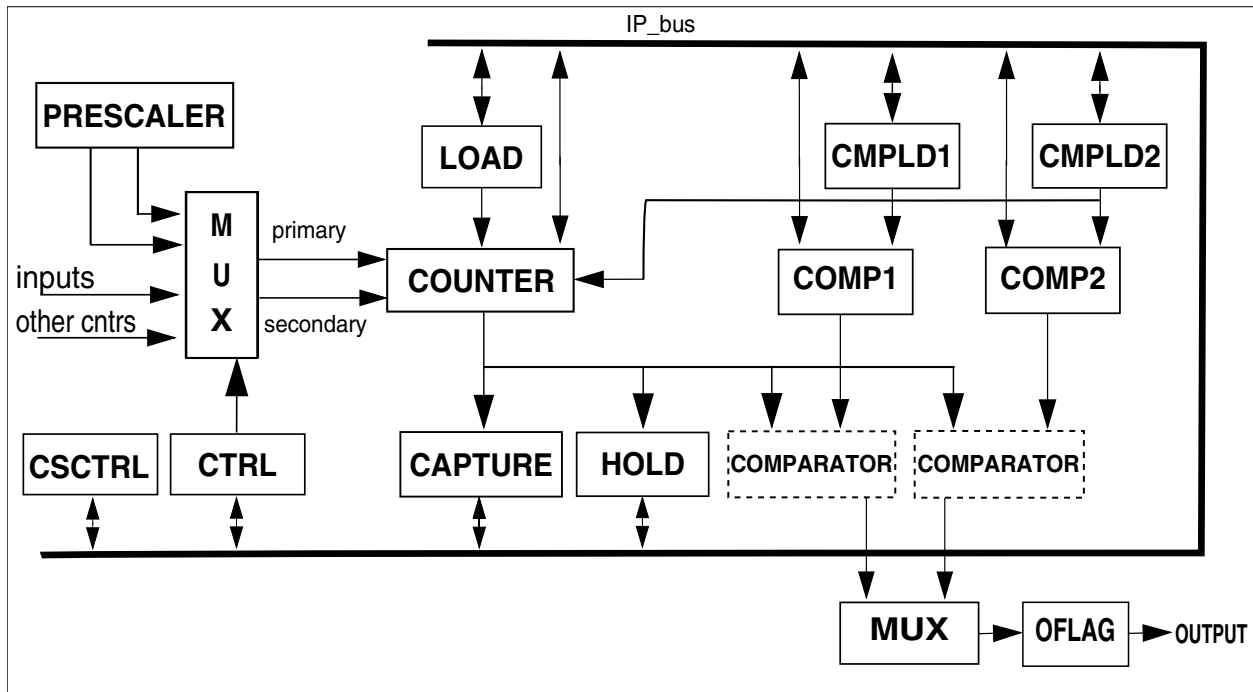 IP_bus
PRESCALER
LOAD
CMPLD1
CMPLD2
M
U
X
primary
secondary
inputs
other cntrs
COUNTER
COMP1
COMP2
CSCTRL
CTRL
CAPTURE
HOLD
COMPARATOR
COMPARATOR
MUX
OFLAG
OUTPUT